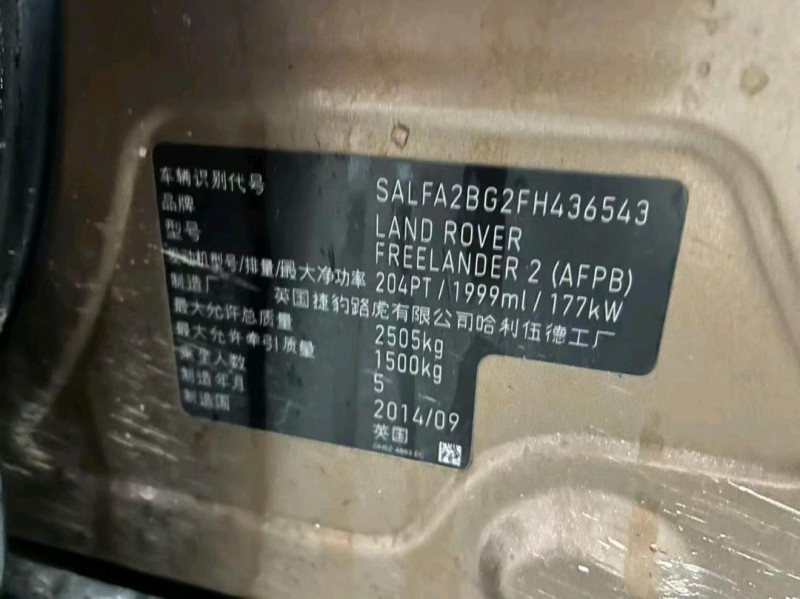 车辆识别代号 SALFA2BG2FH436543
品牌 LAND ROVER
型号 FREELANDER 2 (AFPB)
发动机型号/排量/最大净功率 204PT / 1999ml / 177kW
制造厂 英国捷豹路虎有限公司哈利伍德工厂
最大允许总质量 2505kg
最大允许牵引质量 1500kg
乘坐人数 5
制造年月 2014/09
制造国 英国